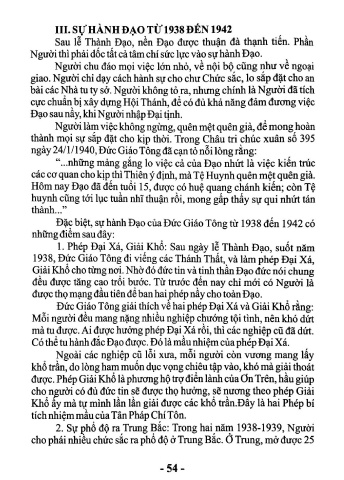 III. SỰ HÀNH ĐẠO TỪ 1938 ĐẾN 1942
Sau lễ Thành Đạo, nền Đạo được thuận đà thạnh tiến. Phần
Người thì phải dốc tất cả tâm chí sức lực vào sự hành Đạo.
Người chu đáo mọi việc lớn nhỏ, về nội bộ cũng như về ngoại
giao. Người chỉ dạy cách hành sự cho chư Chức sắc, lo sắp đặt cho an
bài các Nhà tu ty sở. Người không tỏ ra, nhưng chính là Người đã tích
cực chuẩn bị xây dựng Hội Thánh, để có đủ khả năng đảm đương việc
Đạo sau nầy, khi Người nhập Đại tịnh.
Người làm việc không ngừng, quên mệt quên già, để mong hoàn
thành mọi sự sắp đặt cho kịp thời. Trong Châu tri chúc xuân số 395
ngày 24/1/1940, Đức Giáo Tông đã cạn tỏ nỗi lòng rằng:
"...những mảng gắng lo việc cả của Đạo nhứt là việc kiến trúc
các cơ quan cho kịp thì Thiên ý định, mà Tệ Huynh quên mệt quên già.
Hôm nay Đạo đã đến tuổi 15, được có huệ quang chánh kiến; còn Tệ
huynh cũng tới lục tuần nhĩ thuận rồi, mong gấp thấy sự qui nhứt tán
thành..."
Đặc biệt, sự hành Đạo của Đức Giáo Tông từ 1938 đến 1942 có
những điểm sau đây:
1. Phép Đại Xá, Giải Khổ: Sau ngày lễ Thành Đạo, suốt năm
1938, Đức Giáo Tông đi viếng các Thánh Thất, và làm phép Đại Xá,
Giải Khổ cho từng nơi. Nhờ đó đức tin và tinh thần Đạo đức nói chung
đều được tăng cao trổi bước. Từ trước đến nay chỉ mới có Người là
được thọ mạng đầu tiên để ban hai phép nầy cho toàn Đạo.
Đức Giáo Tông giải thích về hai phép Đại Xá và Giải Khổ rằng:
Mỗi người đều mang nặng nhiều nghiệp chướng tội tình, nên khó dứt
mà tu được. Ai được hưởng phép Đại Xá rồi, thì các nghiệp cũ đã dứt.
Có thể tu hành đắc Đạo được. Đó là mầu nhiệm của phép Đại Xá.
Ngoài các nghiệp cũ lỗi xưa, mỗi người còn vương mang lấy
khổ trần, do lòng ham muốn dục vọng chiêu tập vào, khó mà giải thoát
được. Phép Giải Khổ là phương hộ trợ điển lành của Ơn Trên, hầu giúp
cho người có đủ đức tin sẽ được thọ hưởng, sẽ nương theo phép Giải
Khổ ấy mà tự mình lần lần giải được các khổ trần.Đây là hai Phép bí
tích nhiệm mầu của Tân Pháp Chí Tôn.
2. Sự phổ độ ra Trung Bắc: Trong hai năm 1938-1939, Người
cho phái nhiều chức sắc ra phổ độ ở Trung Bắc. Ở Trung, mở được 25
- 54 -